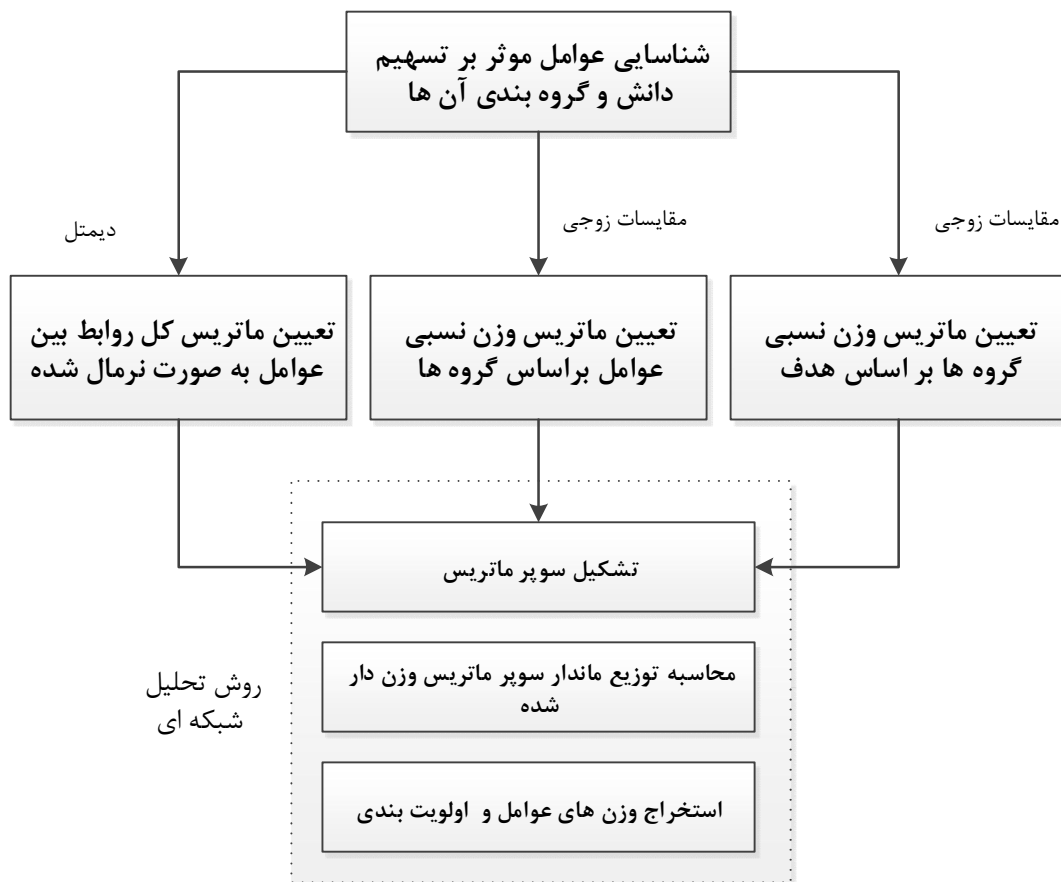 شناسایی عوامل موثر بر تسهیم
دانش و گروه بندی آن ها
مقایسات زوجی
مقایسات زوجی
دیمتل
تعیین ماتریس وزن نسبی
گروه ها بر اساس هدف
تعیین ماتریس وزن نسبی
عوامل براساس گروه ها
تعیین ماتریس کل روابط بین
عوامل به صورت نرمال شده
تشکیل سوپر ماتریس
محاسبه توزیع ماندار سوپر ماتریس وزن دار
شده
استخراج وزن های عوامل و اولویت بندی
روش تحلیل
شبکه ای